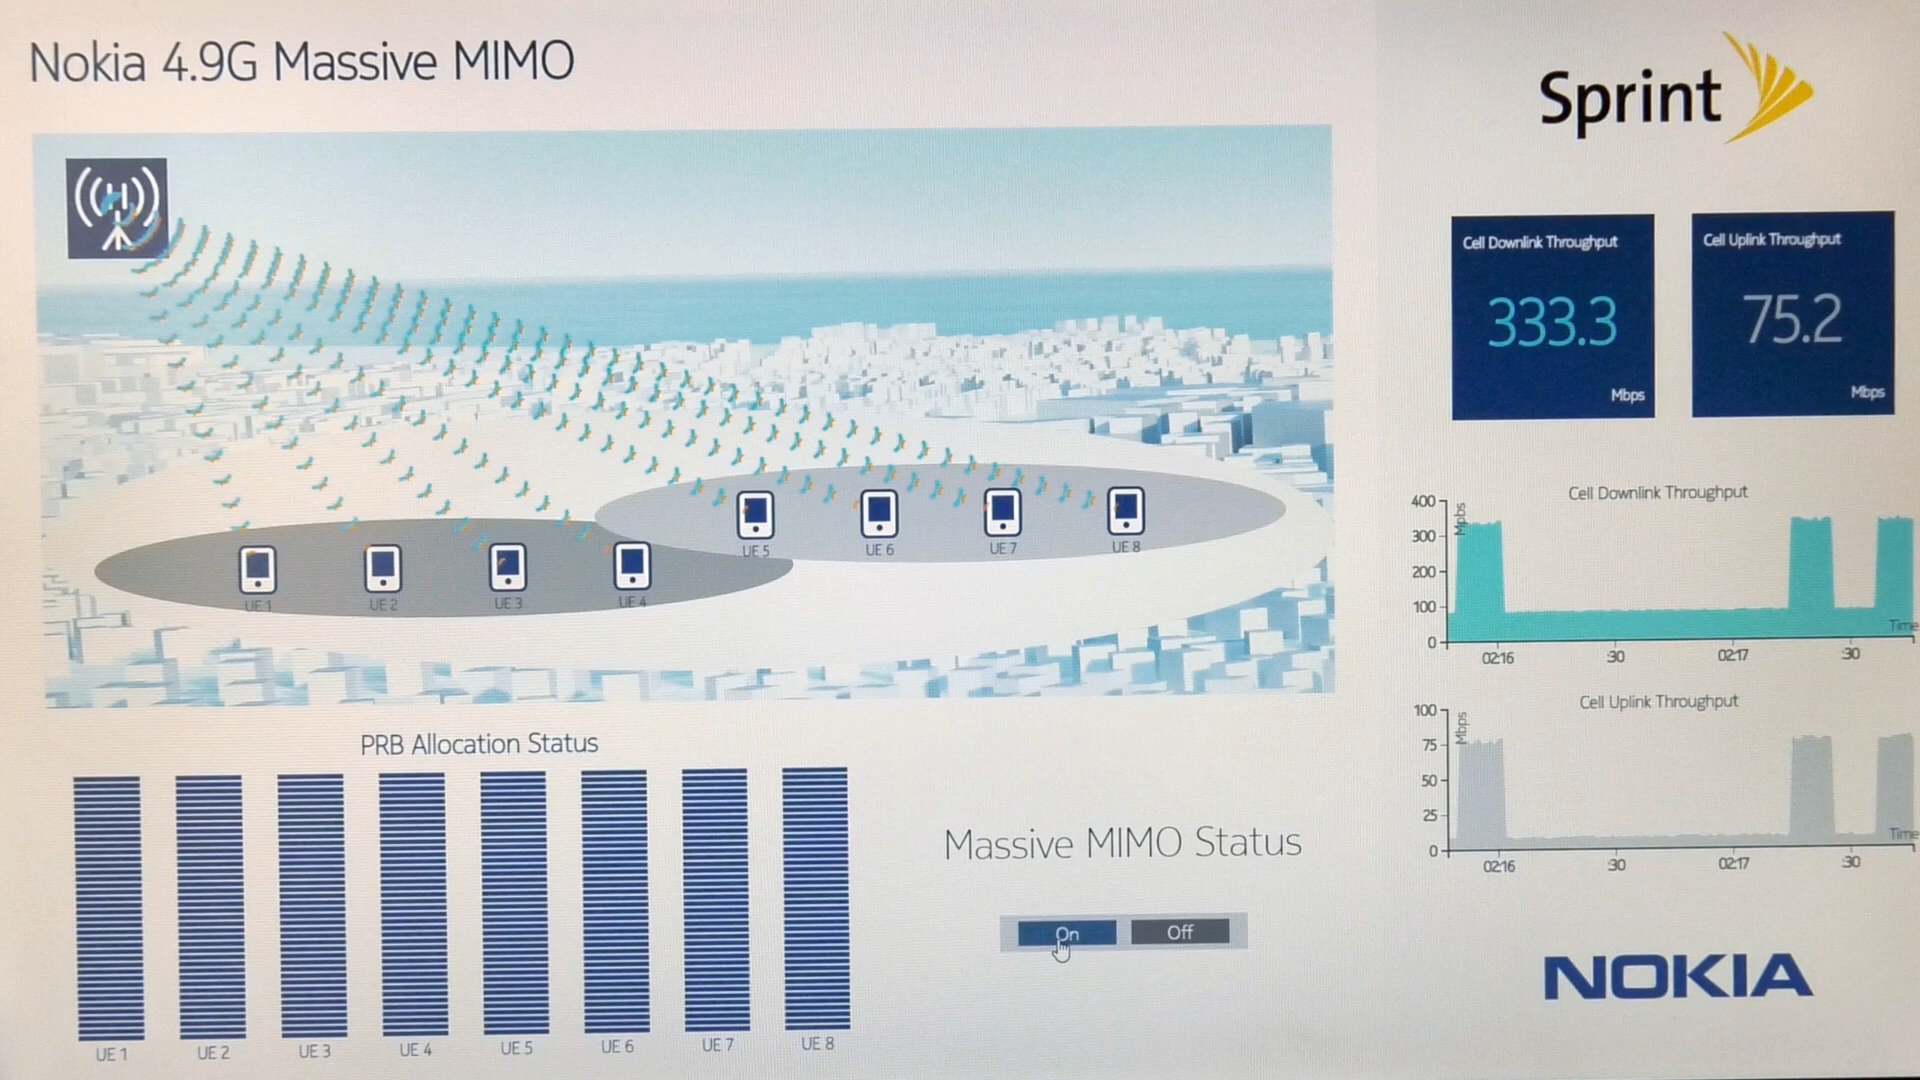 Nokia 4.9G Massive MIMO
Sprint
Cell Downlink Throughput
333.3
Mbps
Cell Uplink Throughput
75.2
Mbps
UE 5
UE 6
UE 7
UE 8
UE 1
UE 2
UE 3
UE 4
Cell Downlink Throughput
Mpbs
400
300
200
100
0
Time
02:16
:30
02:17
:30
Cell Uplink Throughput
Mbps
100
75
50
25
0
Time
02:16
:30
02:17
:30
PRB Allocation Status
UE 1
UE 2
UE 3
UE 4
UE 5
UE 6
UE 7
UE 8
Massive MIMO Status
On
Off
NOKIA